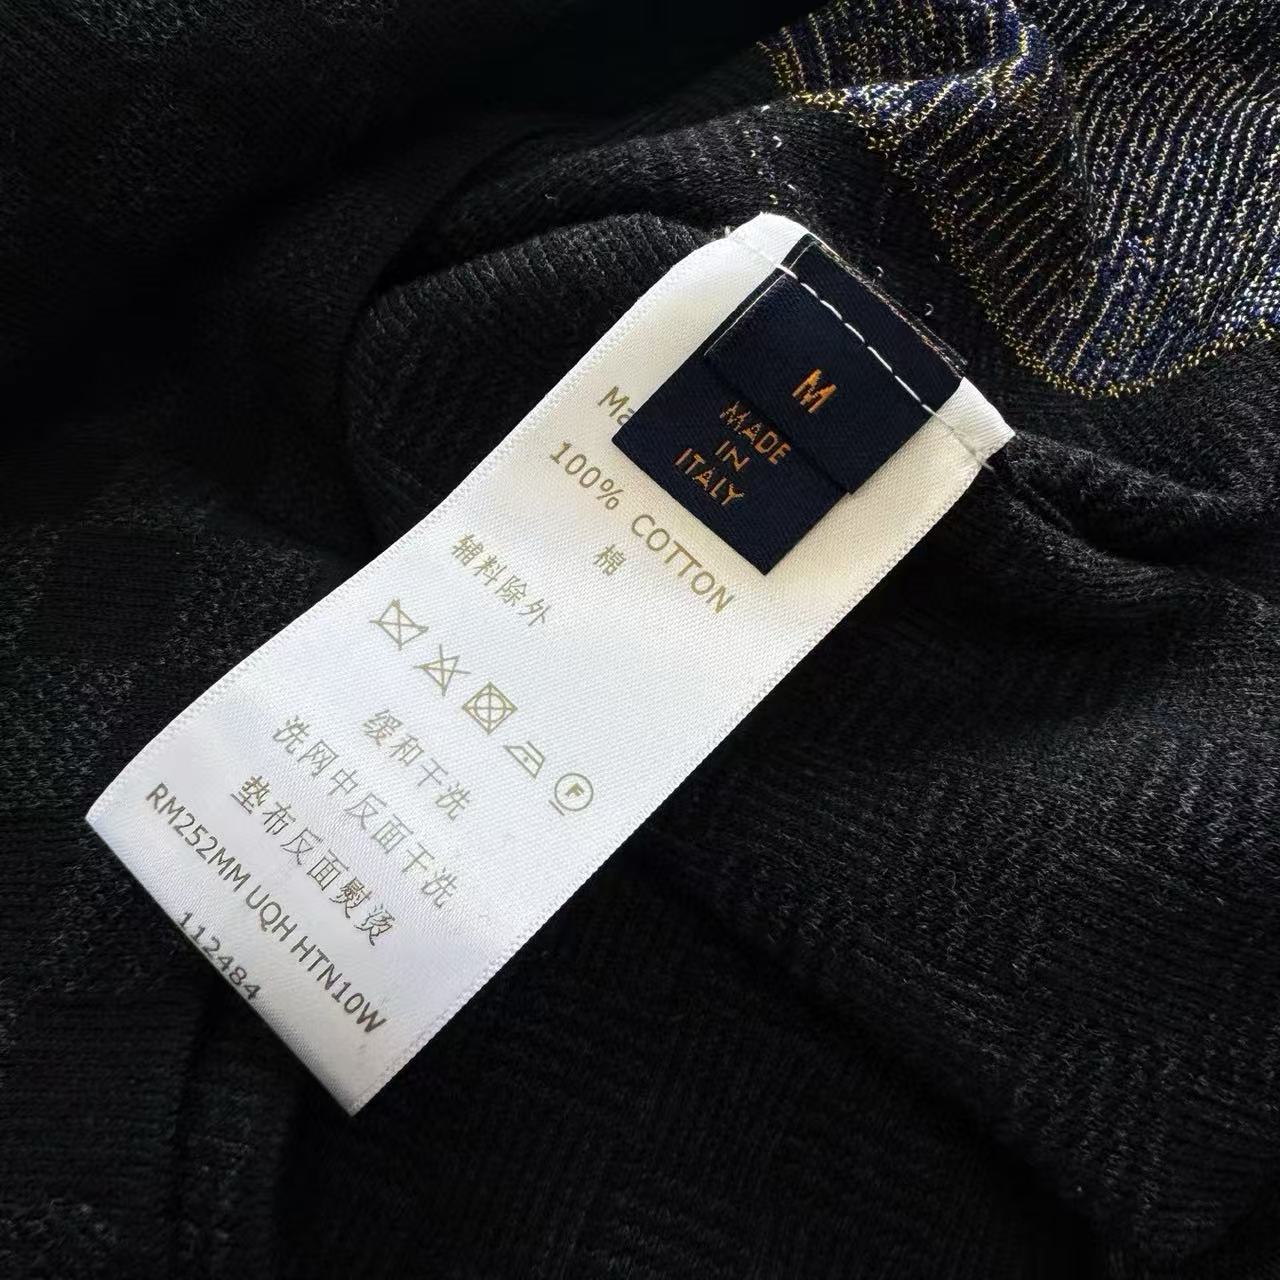 M
MADE
IN
ITALY
Ma
100% COTTON
棉
辅料除外
F
缓和干洗
洗网中反面干洗
垫布反面熨烫
RM252MM UQH HTN10W
112484